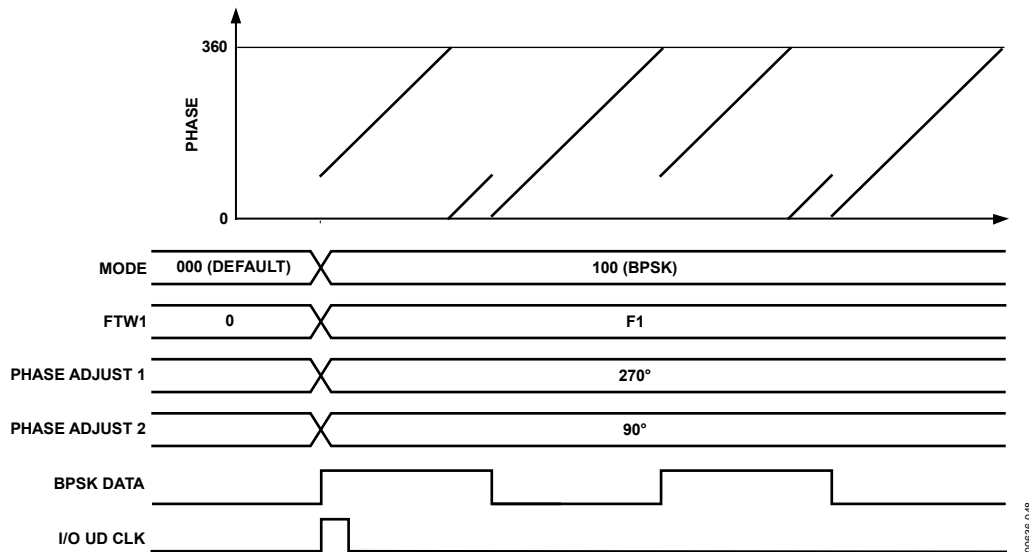 360
PHASE
0
MODE 000 (DEFAULT) 100 (BPSK)
FTW1 0 F1
PHASE ADJUST 1 270°
PHASE ADJUST 2 90°
BPSK DATA
I/O UD CLK